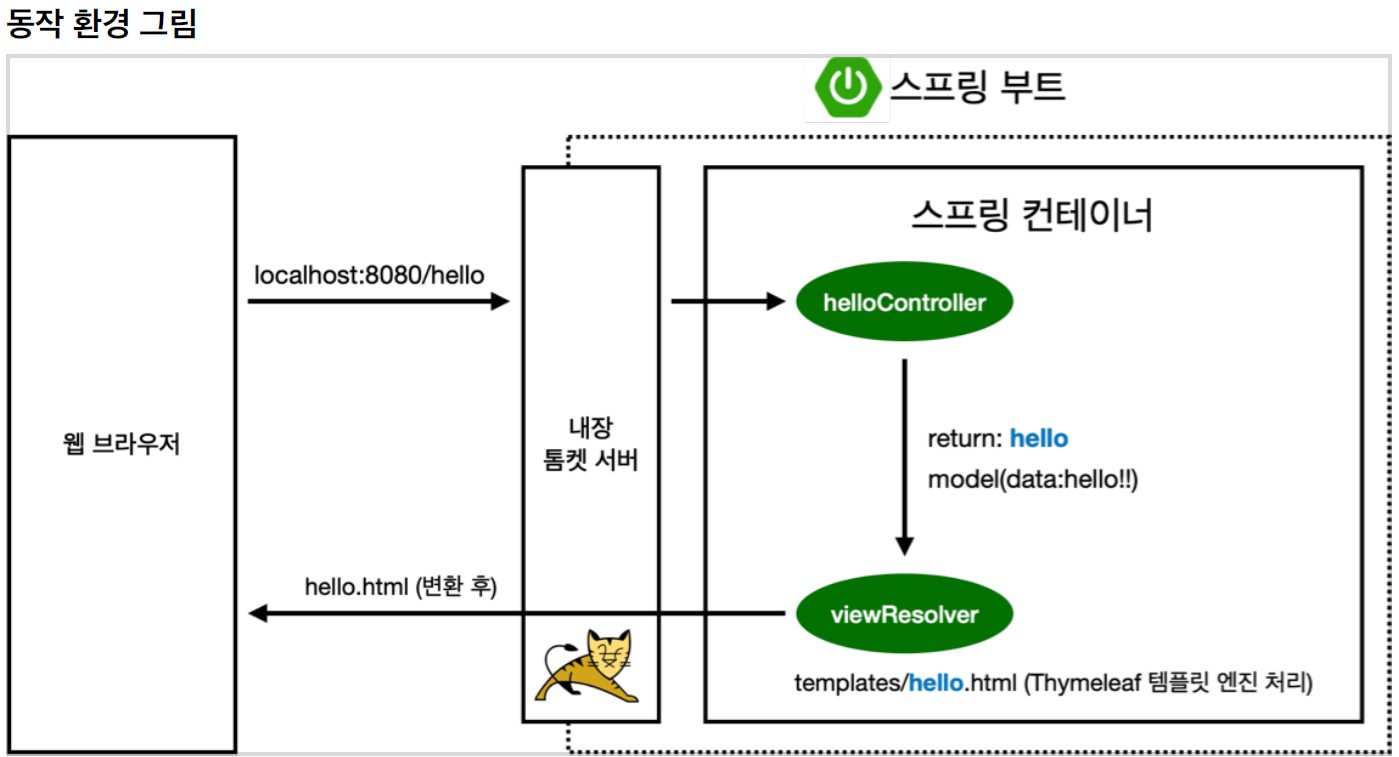 동작 환경 그림
스프링 부트
스프링 컨테이너
localhost:8080/hello
helloController
웹 브라우저
내장
톰켓 서버
return: hello
model(data:hello!!)
hello.html (변환 후)
viewResolver
templates/hello.html (Thymeleaf 템플릿 엔진 처리)